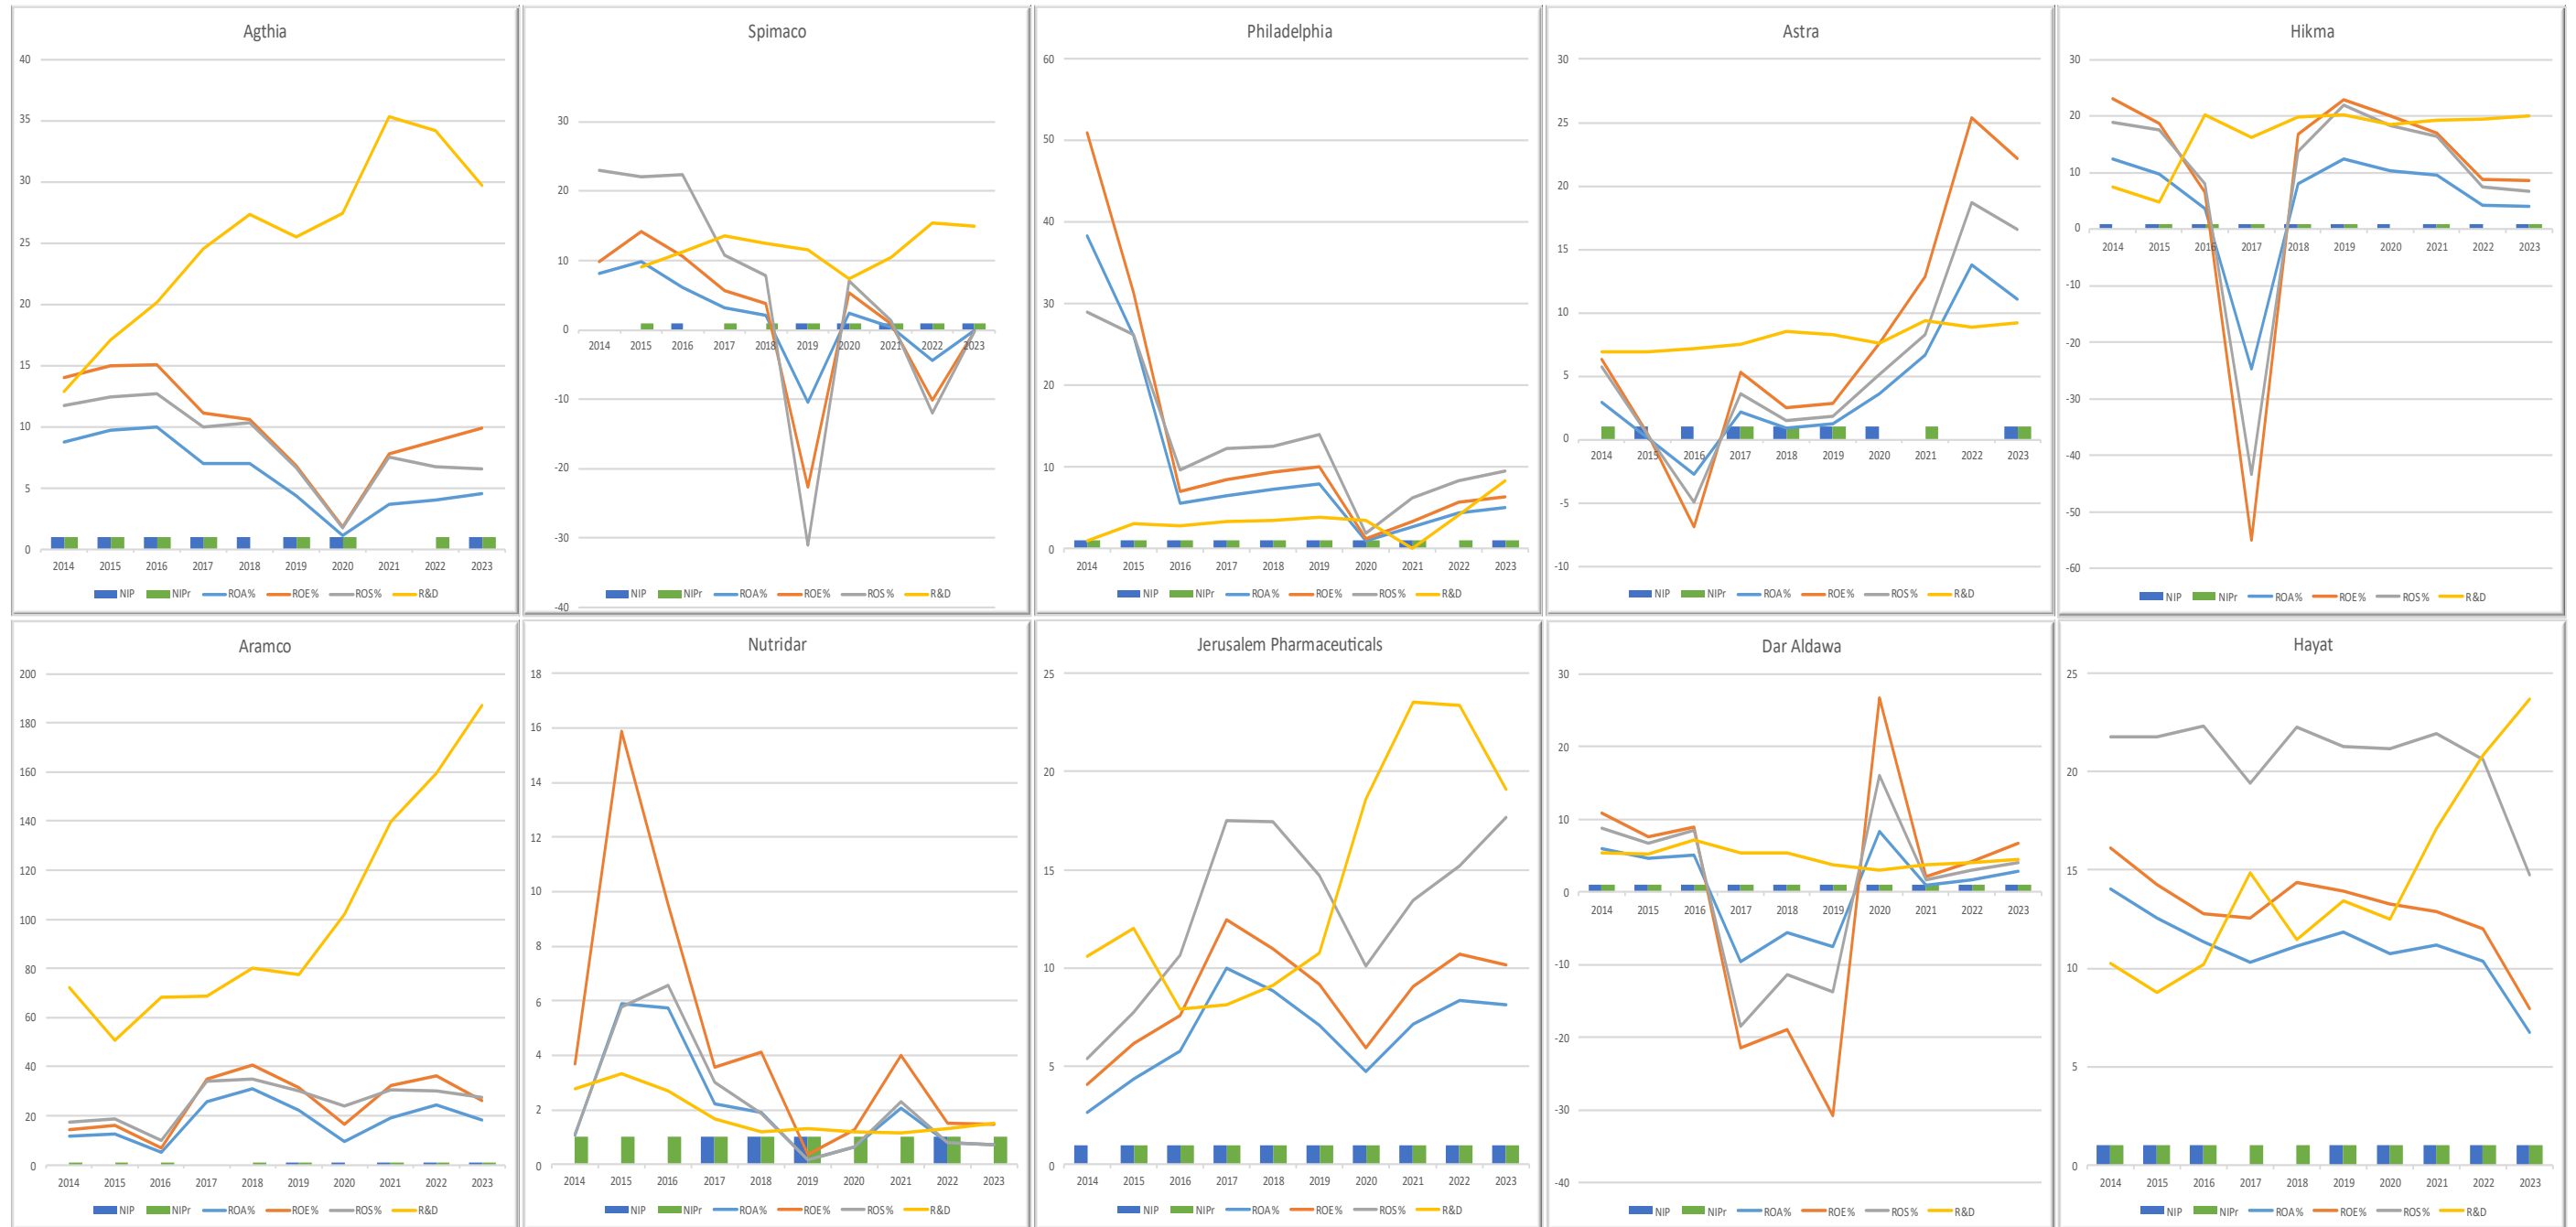 Agthia
40
35
30
25
20
15
10
5
0
2014 2015 2016 2017 2018 2019 2020 2021 2022 2023
NIP NIPr ROA% ROE% ROS% R&D
Spimaco
30
20
10
0
-10
-20
-30
-40
2014 2015 2016 2017 2018 2019 2020 2021 2022 2023
NIP NIPr ROA% ROE% ROS% R&D
Philadelphia
60
50
40
30
20
10
0
2014 2015 2016 2017 2018 2019 2020 2021 2022 2023
NIP NIPr ROA% ROE% ROS% R&D
Astra
30
25
20
15
10
5
0
-5
-10
2014 2015 2016 2017 2018 2019 2020 2021 2022 2023
NIP NIPr ROA% ROE% ROS% R&D
Hikma
30
20
10
0
-10
-20
-30
-40
-50
-60
2014 2015 2016 2017 2018 2019 2020 2021 2022 2023
NIP NIPr ROA% ROE% ROS% R&D
Aramco
200
180
160
140
120
100
80
60
40
20
0
2014 2015 2016 2017 2018 2019 2020 2021 2022 2023
NIP NIPr ROA% ROE% ROS% R&D
Nutridar
18
16
14
12
10
8
6
4
2
0
2014 2015 2016 2017 2018 2019 2020 2021 2022 2023
NIP NIPr ROA% ROE% ROS% R&D
Jerusalem Pharmaceuticals
25
20
15
10
5
0
2014 2015 2016 2017 2018 2019 2020 2021 2022 2023
NIP NIPr ROA% ROE% ROS% R&D
Dar Aldawa
30
20
10
0
-10
-20
-30
-40
2014 2015 2016 2017 2018 2019 2020 2021 2022 2023
NIP NIPr ROA% ROE% ROS% R&D
Hayat
25
20
15
10
5
0
2014 2015 2016 2017 2018 2019 2020 2021 2022 2023
NIP NIPr ROA% ROE% ROS% R&D